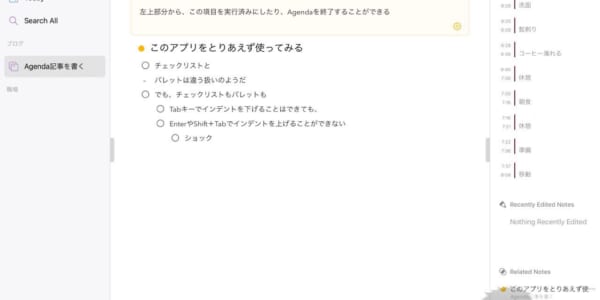 Search All
ブログ
Agenda記事を書く
職場
左上部分から、この項目を実行済みにしたり、Agendaを終了することができる
このアプリをとりあえず使ってみる
チェックリストと
- バレットは違う扱いのようだ
でも、チェックリストもバレットも
Tabキーでインデントを下げることはできても、
EnterやShift+Tabでインデントを上げることができない
ショック
洗面
髭剃り
コーヒー淹れる
休憩
朝食
休憩
準備
移動
Recently Edited Notes
Nothing Recently Edited
Related Notes
このアプリをとりあえず使…